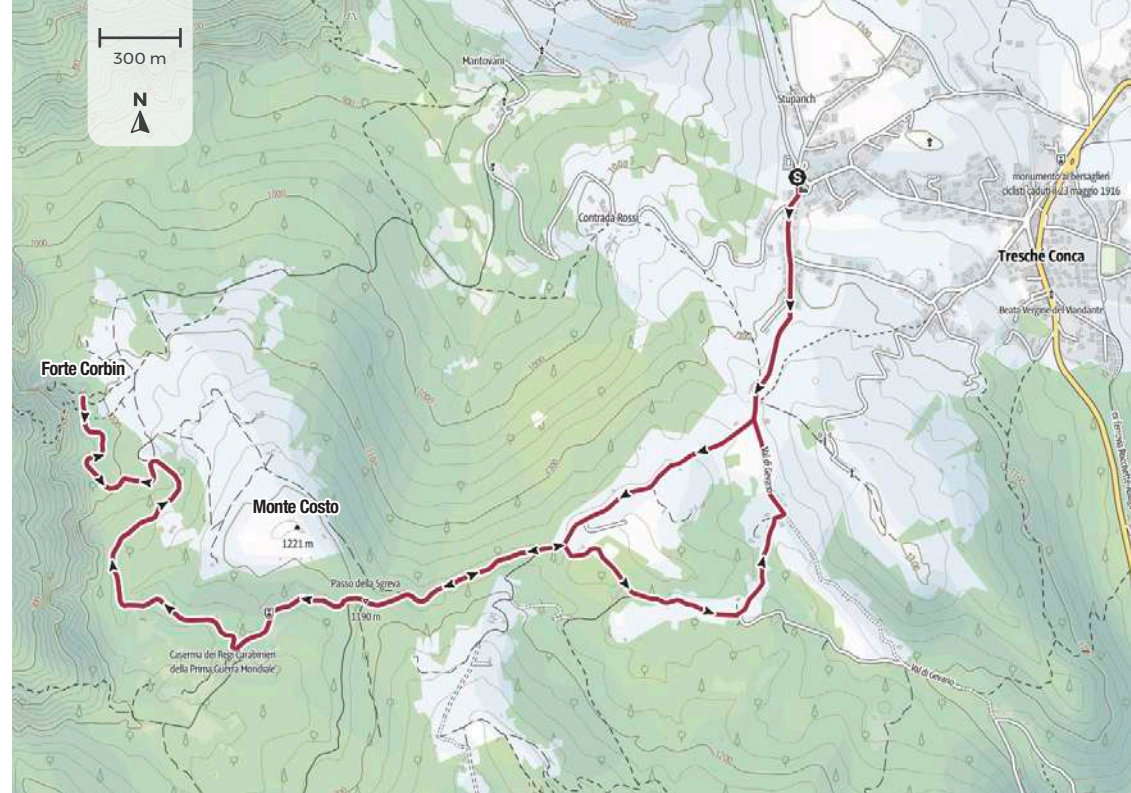 300 m
N
Mantovani
Stupanch
S
monumento ai bersaglieri
ciclisti caduti il 23 maggio 1916
Contrada Rossi
1000
Tresche Conca
Beata Vergine del Viandante
Forte Corbin
Monte Costo
1221 m
Val di Gevano
Passo della Sgreva
1190 m
Caserma dei Regi Carabinieri
della Prima Guerra Mondiale
Val di Gevano